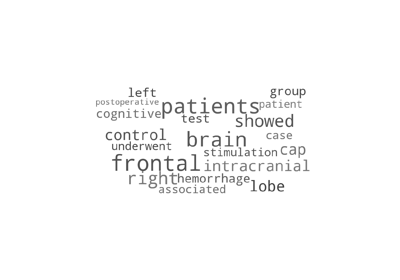 left group
postoperative patients patient
cognitive test showed
control brain case
underwent stimulation cap
frontal intracranial
right hemorrhage lobe
associated